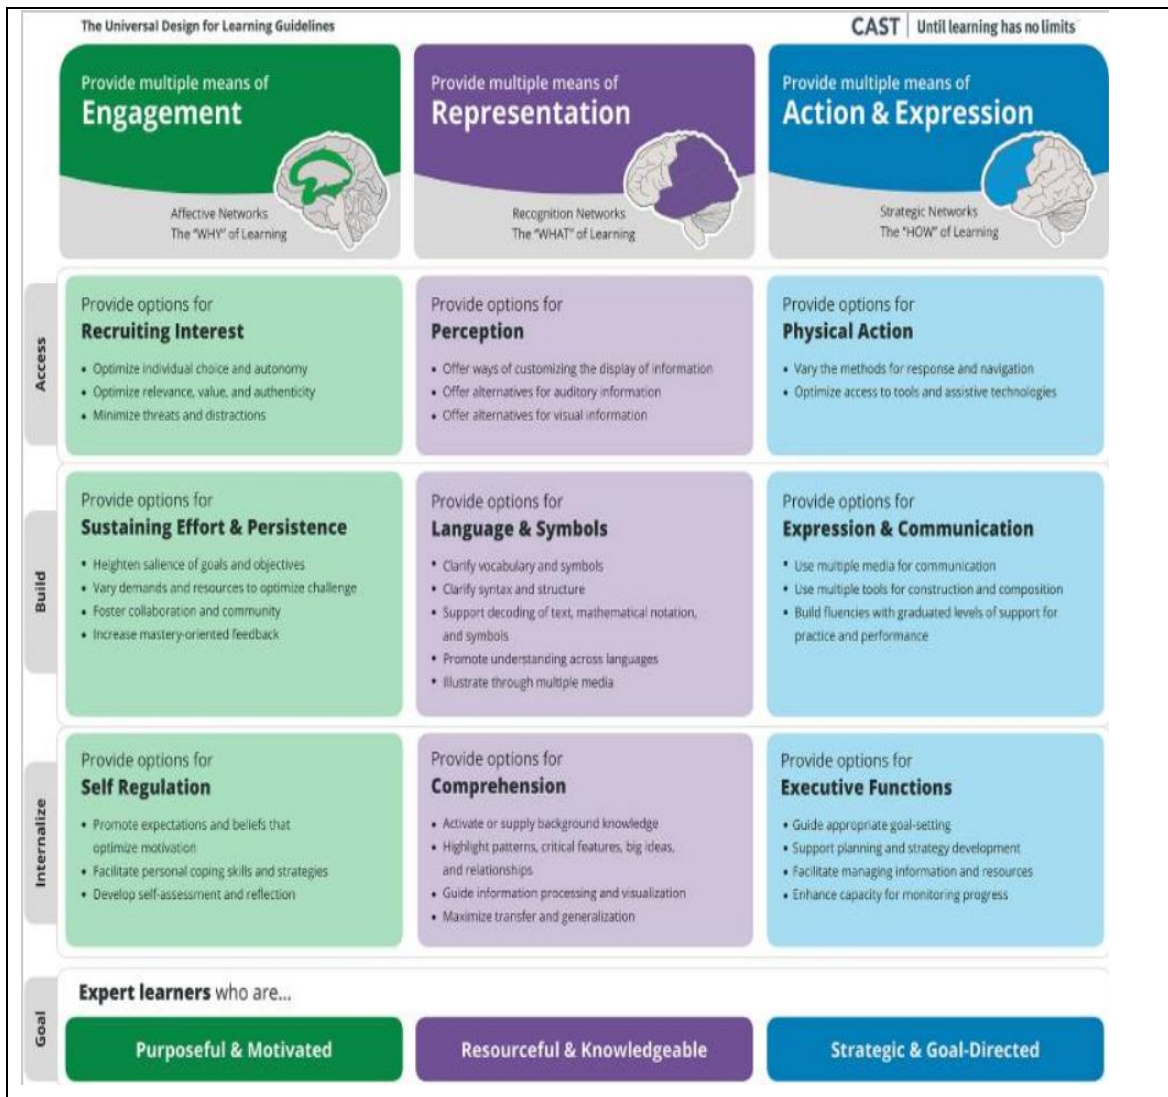 The Universal Design for Learning Guidelines
CAST | Until learning has no limits
Provide multiple means of
Engagement
Affective Networks
The "WHY" of Learning
Provide multiple means of
Representation
Recognition Networks
The "WHAT" of Learning
Provide multiple means of
Action & Expression
Strategic Networks
The "HOW" of Learning
Access
Provide options for
Recruiting Interest
• Optimize individual choice and autonomy
• Optimize relevance, value, and authenticity
• Minimize threats and distractions
Provide options for
Perception
• Offer ways of customizing the display of information
• Offer alternatives for auditory information
• Offer alternatives for visual information
Provide options for
Physical Action
• Vary the methods for response and navigation
• Optimize access to tools and assistive technologies
Build
Provide options for
Sustaining Effort & Persistence
• Heighten salience of goals and objectives
• Vary demands and resources to optimize challenge
• Foster collaboration and community
• Increase mastery-oriented feedback
Provide options for
Language & Symbols
• Clarify vocabulary and symbols
• Clarify syntax and structure
• Support decoding of text, mathematical notation,
and symbols
• Promote understanding across languages
• Illustrate through multiple media
Provide options for
Expression & Communication
• Use multiple media for communication
• Use multiple tools for construction and composition
• Build fluencies with graduated levels of support for
practice and performance
Internalize
Provide options for
Self Regulation
• Promote expectations and beliefs that
optimize motivation
• Facilitate personal coping skills and strategies
• Develop self-assessment and reflection
Provide options for
Comprehension
• Activate or supply background knowledge
• Highlight patterns, critical features, big ideas,
and relationships
• Guide information processing and visualization
• Maximize transfer and generalization
Provide options for
Executive Functions
• Guide appropriate goal-setting
• Support planning and strategy development
• Facilitate managing information and resources
• Enhance capacity for monitoring progress
Goal
Expert learners who are...
Purposeful & Motivated
Resourceful & Knowledgeable
Strategic & Goal-Directed